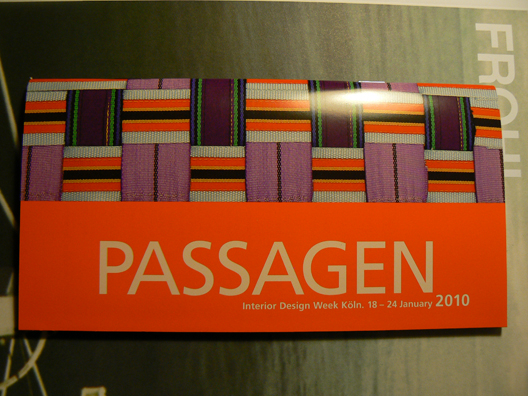 PASSAGEN
Interior Design Week Köln. 18 – 24 January 2010